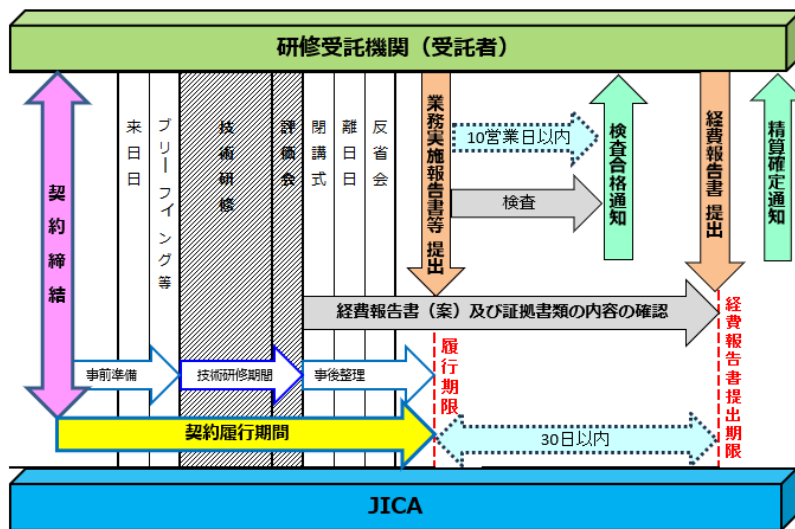 研修受託機関（受託者）
契約締結
来日日
ブリーフイング等
技術研修
評価会
閉講式
離日日
反省会
業務実施報告書等 提出
10営業日以内
検査
検査合格通知
経費報告書 提出
精算確定通知
経費報告書（案）及び証拠書類の内容の確認
事前準備
技術研修期間
事後整理
履行期限
経費報告書提出期限
契約履行期間
30日以内
JICA